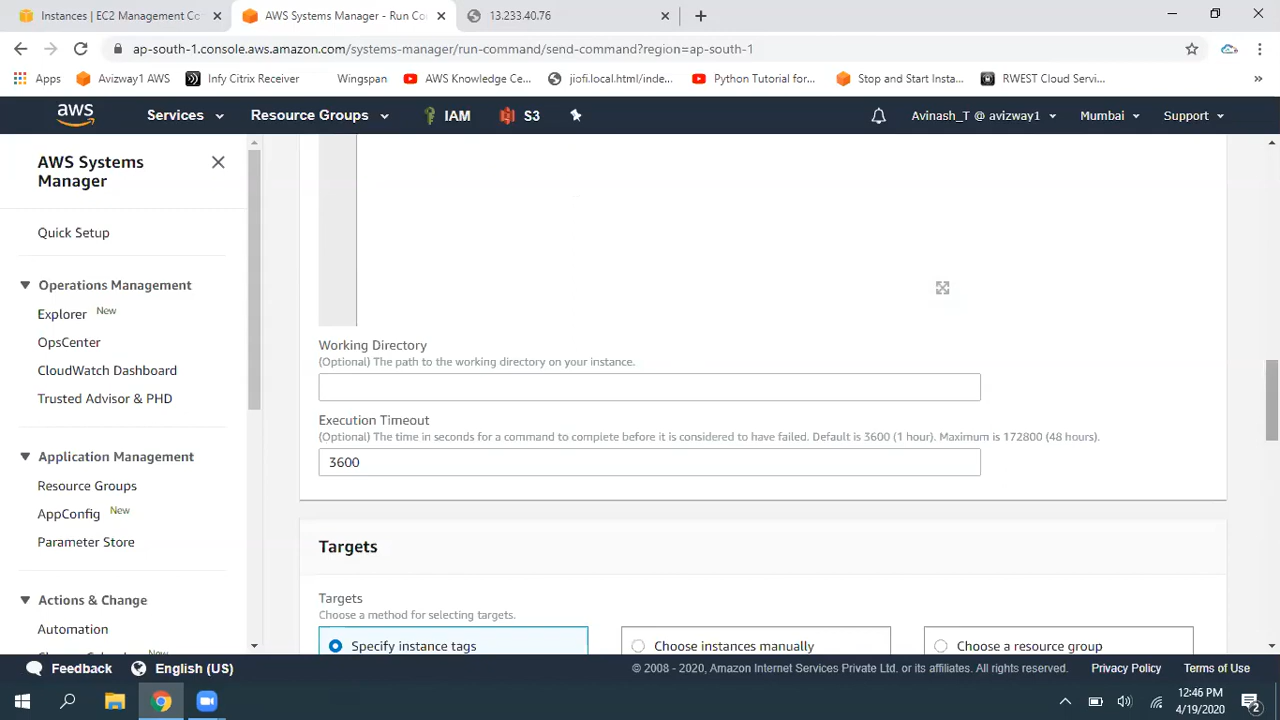 Instances | EC2 Management Co
AWS Systems Manager - Run Co
13.233.40.76
ap-south-1.console.aws.amazon.com/systems-manager/run-command/send-command?region=ap-south-1
Apps
Avizway1 AWS
Infy Citrix Receiver
Wingspan
AWS Knowledge Ce...
jiofi.local.html/inde...
Python Tutorial for...
Stop and Start Insta...
RWEST Cloud Servi...
»
aws
Services
Resource Groups
IAM
S3
Avinash_T @ avizway1
Mumbai
Support
AWS Systems
Manager
Quick Setup
Operations Management
Explorer New
OpsCenter
CloudWatch Dashboard
Trusted Advisor & PHD
Application Management
Resource Groups
AppConfig New
Parameter Store
Actions & Change
Automation
New
Working Directory
(Optional) The path to the working directory on your instance.
Execution Timeout
(Optional) The time in seconds for a command to complete before it is considered to have failed. Default is 3600 (1 hour). Maximum is 172800 (48 hours).
3600
Targets
Targets
Choose a method for selecting targets.
Specify instance tags
Choose instances manually
Choose a resource group
Feedback
English (US)
© 2008 - 2020, Amazon Internet Services Private Ltd. or its affiliates. All rights reserved.
Privacy Policy
Terms of Use
12:46 PM
4/19/2020
2